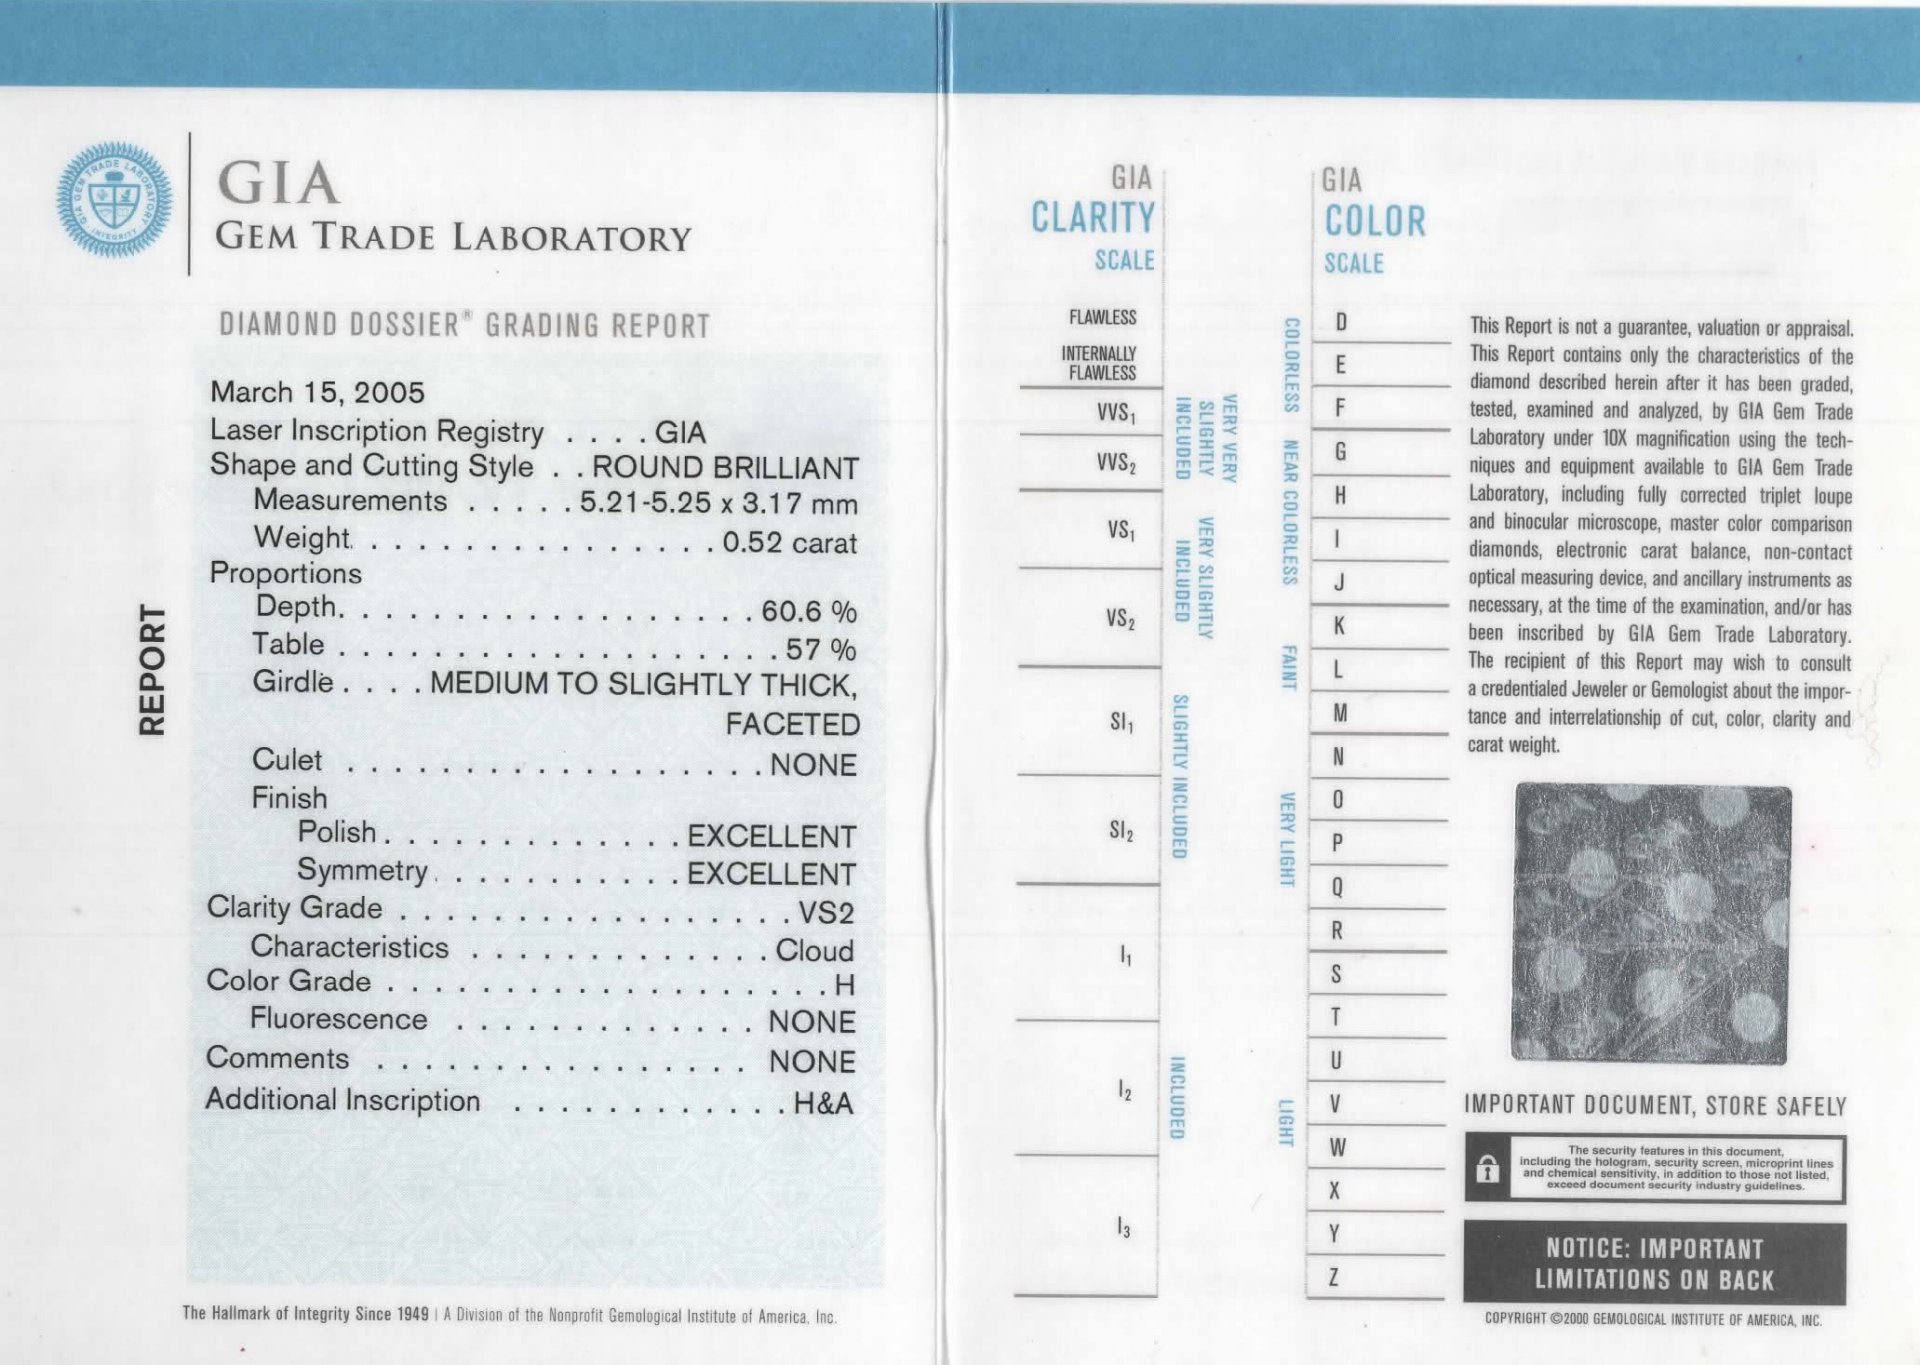 GIA
GEM TRADE LABORATORY
GIA GEM TRADE LABORATORY
INTEGRITY
DIAMOND DOSSIER® GRADING REPORT
REPORT
March 15, 2005
Laser Inscription Registry . . . . GIA
Shape and Cutting Style . . ROUND BRILLIANT
Measurements . . . . . 5.21-5.25 x 3.17 mm
Weight. . . . . . . . . . . . . . . . 0.52 carat
Proportions
Depth. . . . . . . . . . . . . . . . . . 60.6 %
Table . . . . . . . . . . . . . . . . . . . 57 %
Girdle . . . . MEDIUM TO SLIGHTLY THICK,
FACETED
Culet . . . . . . . . . . . . . . . . . . NONE
Finish
Polish . . . . . . . . . . . . . EXCELLENT
Symmetry . . . . . . . . . . . EXCELLENT
Clarity Grade . . . . . . . . . . . . . . . . . VS2
Characteristics . . . . . . . . . . . . . Cloud
Color Grade . . . . . . . . . . . . . . . . . . . H
Fluorescence . . . . . . . . . . . . . NONE
Comments . . . . . . . . . . . . . . . . NONE
Additional Inscription . . . . . . . . . . . . H&A
The Hallmark of Integrity Since 1949 | A Division of the Nonprofit Gemological Institute of America, Inc.
GIA
CLARITY
SCALE
FLAWLESS
INTERNALLY
FLAWLESS
VVS1
VVS2
VS1
VS2
SI1
SI2
I1
I2
I3
VERY VERY
SLIGHTLY
INCLUDED
VERY SLIGHTLY
INCLUDED
SLIGHTLY INCLUDED
INCLUDED
GIA
COLOR
SCALE
COLORLESS
NEAR COLORLESS
FAINT
VERY LIGHT
LIGHT
D
E
F
G
H
I
J
K
L
M
N
O
P
Q
R
S
T
U
V
W
X
Y
Z
This Report is not a guarantee, valuation or appraisal.
This Report contains only the characteristics of the
diamond described herein after it has been graded,
tested, examined and analyzed, by GIA Gem Trade
Laboratory under 10X magnification using the tech-
niques and equipment available to GIA Gem Trade
Laboratory, including fully corrected triplet loupe
and binocular microscope, master color comparison
diamonds, electronic carat balance, non-contact
optical measuring device, and ancillary instruments as
necessary, at the time of the examination, and/or has
been inscribed by GIA Gem Trade Laboratory.
The recipient of this Report may wish to consult
a credentialed Jeweler or Gemologist about the impor-
tance and interrelationship of cut, color, clarity and
carat weight.
IMPORTANT DOCUMENT, STORE SAFELY
The security features in this document,
including the hologram, security screen, microprint lines
and chemical sensitivity, in addition to those not listed,
exceed document security industry guidelines.
NOTICE: IMPORTANT
LIMITATIONS ON BACK
COPYRIGHT ©2000 GEMOLOGICAL INSTITUTE OF AMERICA, INC.